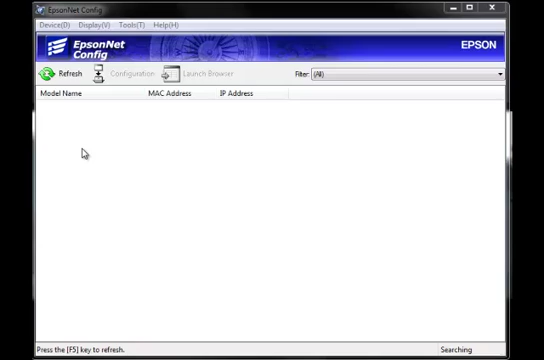 EpsonNet Config
Device(D) Display(V) Tools(T) Help(H)
EpsonNet
Config
EPSON
Refresh Configuration Launch Browser Filter: (All)
Model Name MAC Address IP Address
Press the [F5] key to refresh. Searching